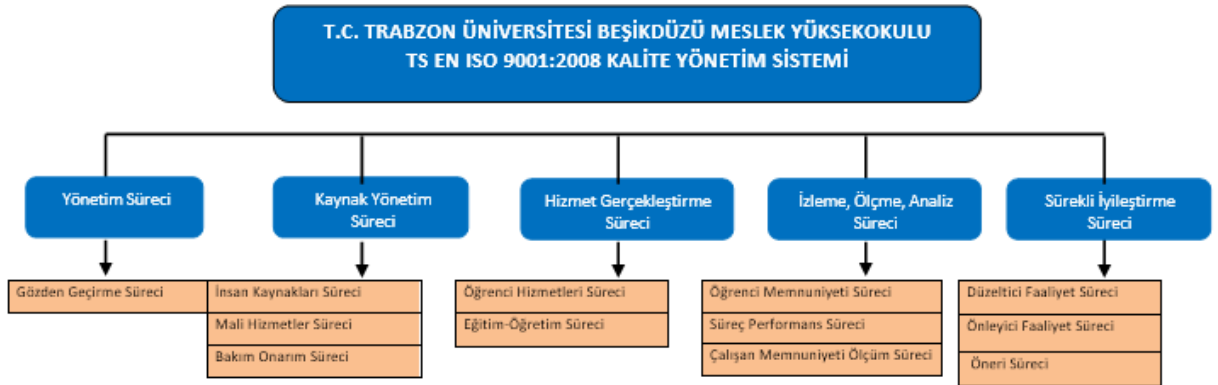 T.C. TRABZON ÜNİVERSİTESİ BEŞİKDÜZÜ MESLEK YÜKSEKOKULU
TS EN ISO 9001:2008 KALİTE YÖNETİM SİSTEMİ
Yönetim Süreci
Kaynak Yönetim
Süreci
Hizmet Gerçekleştirme
Süreci
İzleme, Ölçme, Analiz
Süreci
Sürekli İyileştirme
Süreci
Gözden Geçirme Süreci
İnsan Kaynakları Süreci
Mali Hizmetler Süreci
Bakım Onarım Süreci
Öğrenci Hizmetleri Süreci
Eğitim-Öğretim Süreci
Öğrenci Memnuniyeti Süreci
Süreç Performans Süreci
Çalışan Memnuniyeti Ölçüm Süreci
Düzeltici Faaliyet Süreci
Önleyici Faaliyet Süreci
Öneri Süreci